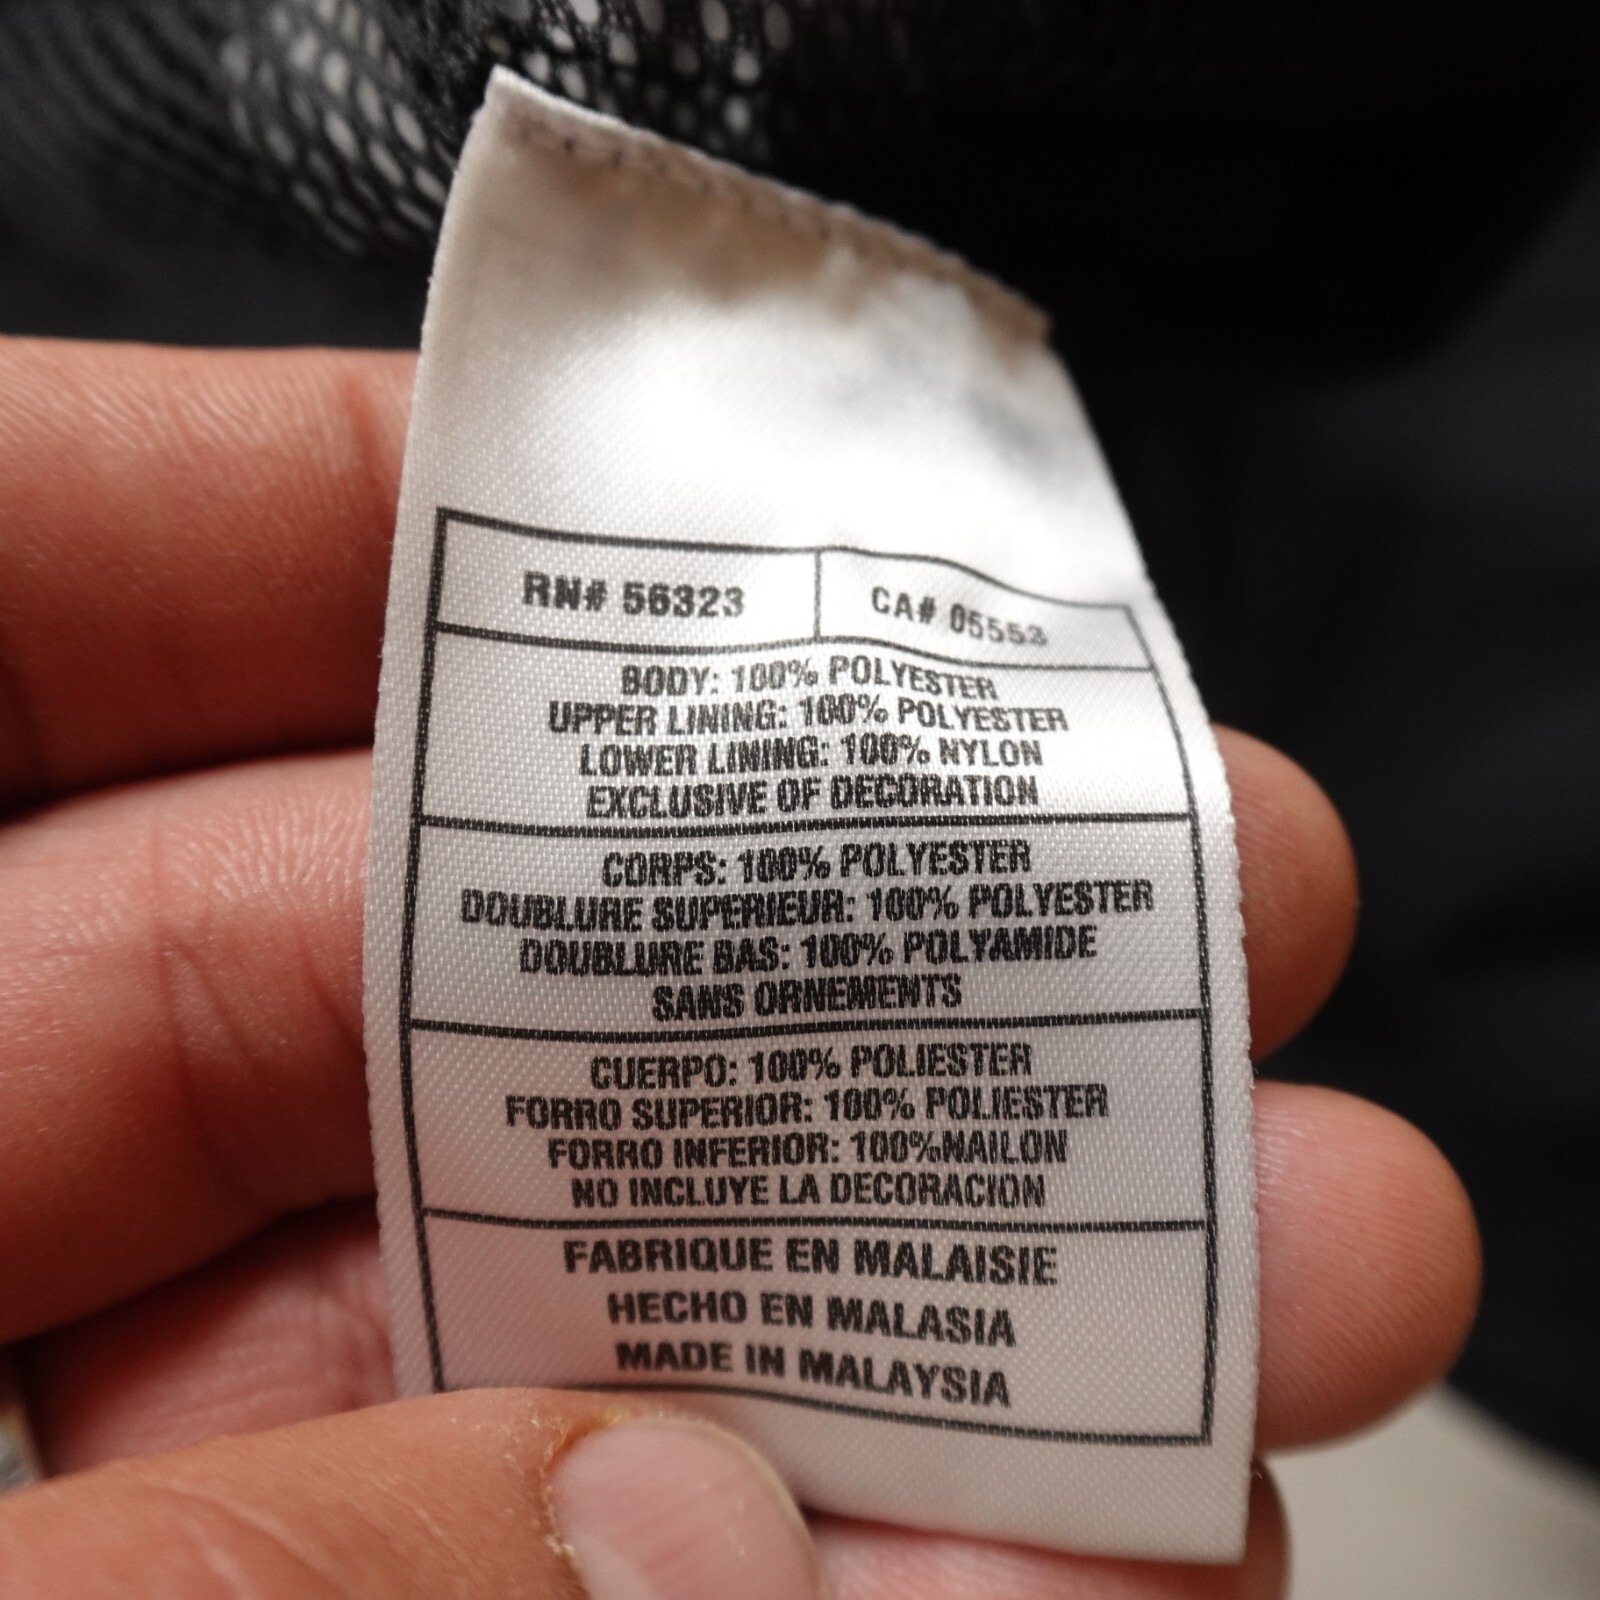 RN# 56323
CA# 05553
BODY: 100% POLYESTER
UPPER LINING: 100% POLYESTER
LOWER LINING: 100% NYLON
EXCLUSIVE OF DECORATION
CORPS: 100% POLYESTER
DOUBLURE SUPERIEUR: 100% POLYESTER
DOUBLURE BAS: 100% POLYAMIDE
SANS ORNEMENTS
CUERPO: 100% POLIESTER
FORRO SUPERIOR: 100% POLIESTER
FORRO INFERIOR: 100%NAILON
NO INCLUYE LA DECORACION
FABRIQUE EN MALAISIE
HECHO EN MALASIA
MADE IN MALAYSIA